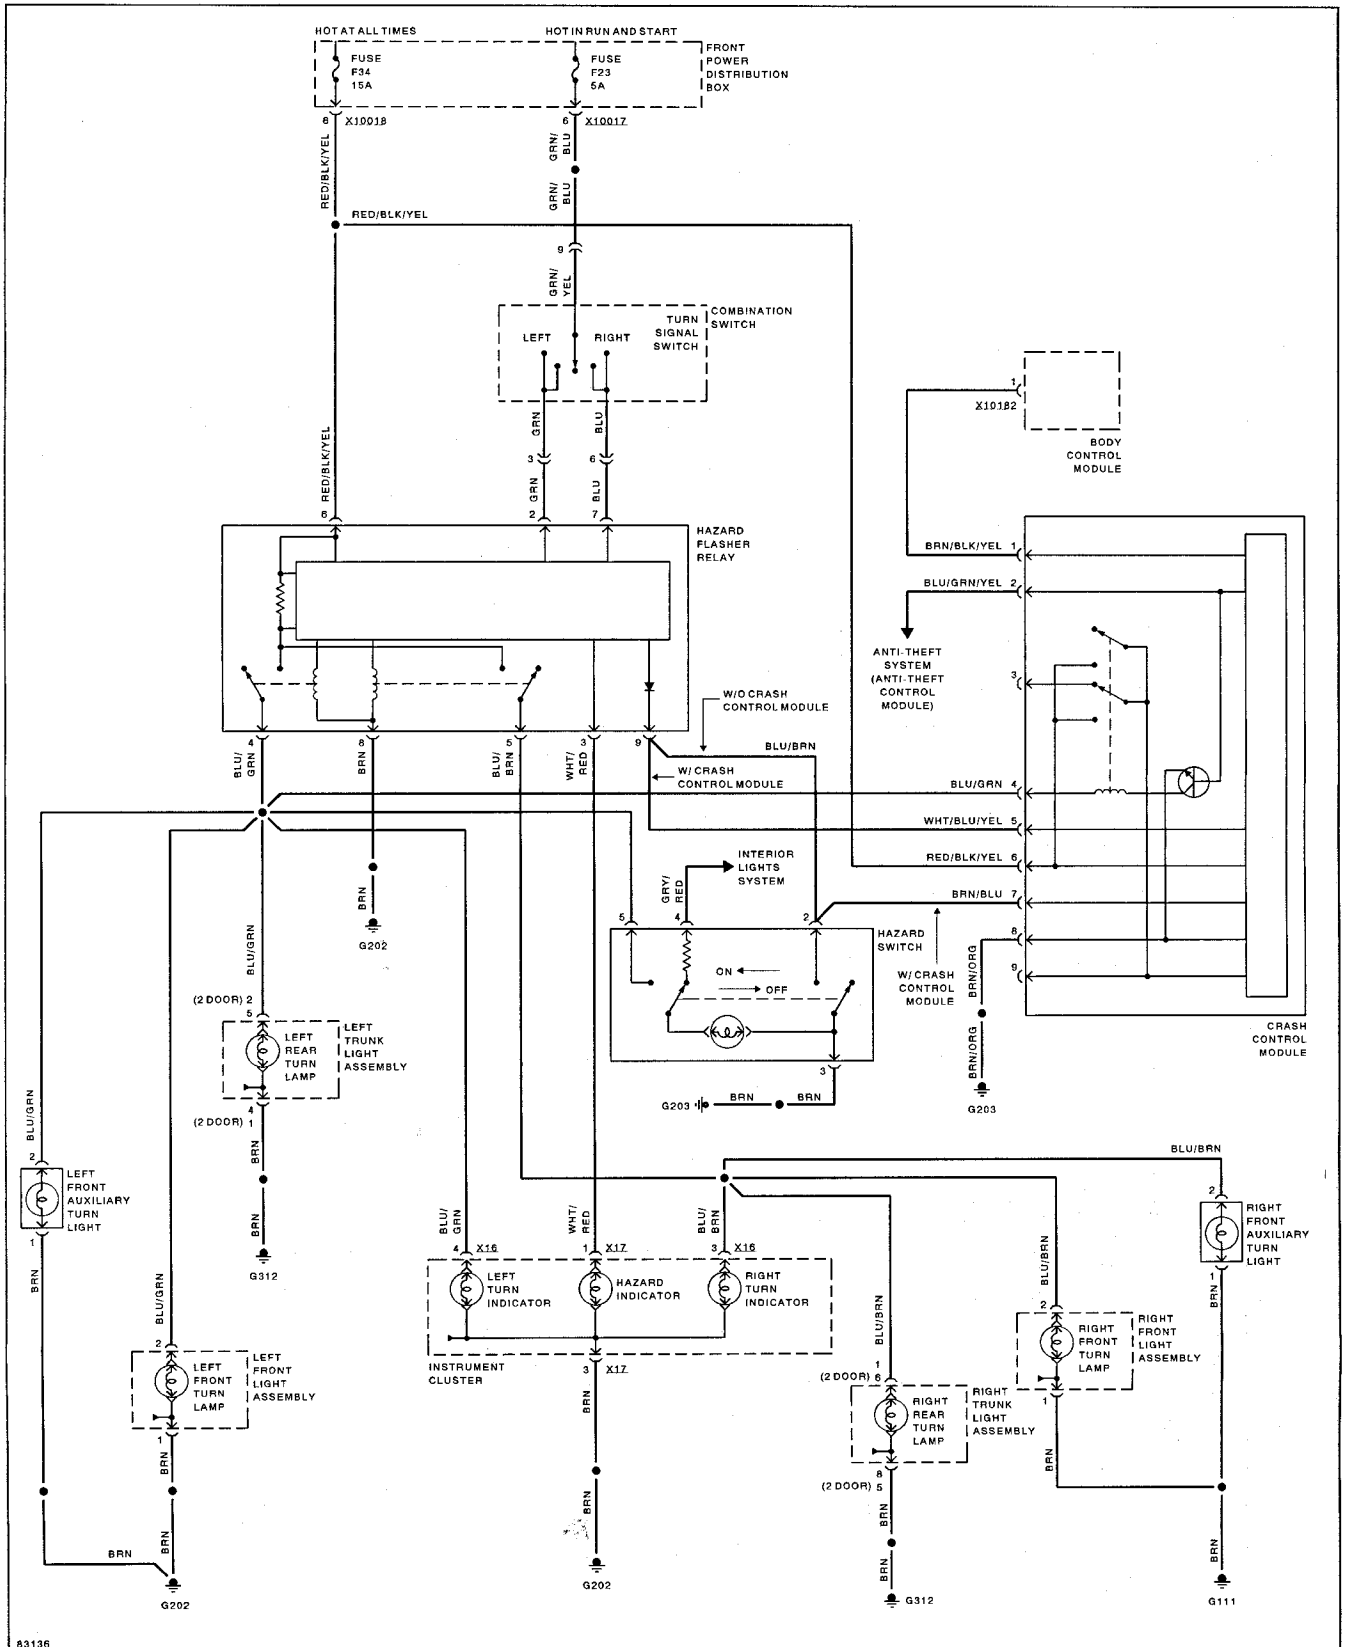 HOT AT ALL TIMES
HOT IN RUN AND START
FUSE
F34
15A
FUSE
F23
5A
FRONT
POWER
DISTRIBUTION
BOX
8 X10018
6 X10017
RED/BLK/YEL
GRN/
BLU
GRN/
BLU
RED/BLK/YEL
9
GRN/
YEL
COMBINATION
SWITCH
TURN
SIGNAL
SWITCH
LEFT
RIGHT
GRN
BLU
3
6
RED/BLK/YEL
GRN
BLU
6
2
7
HAZARD
FLASHER
RELAY
1
X10182
BODY
CONTROL
MODULE
BRN/BLK/YEL 1
BLU/GRN/YEL 2
ANTI-THEFT
SYSTEM
(ANTI-THEFT
CONTROL
MODULE)
3
BLU/GRN 4
WHT/BLU/YEL 5
RED/BLK/YEL 6
BRN/BLU 7
8
9
BRN/ORG
BRN/ORG
G203
CRASH
CONTROL
MODULE
W/O CRASH
CONTROL MODULE
BLU/BRN
W/ CRASH
CONTROL MODULE
W/ CRASH
CONTROL
MODULE
4
8
5
3
9
BLU/
GRN
BRN
BLU/
BRN
WHT/
RED
BRN
G202
INTERIOR
LIGHTS
SYSTEM
GRY/
RED
5
4
2
HAZARD
SWITCH
ON
OFF
3
G203
BRN
BRN
BLU/GRN
(2 DOOR) 2
5
LEFT
REAR
TURN
LAMP
LEFT
TRUNK
LIGHT
ASSEMBLY
4
(2 DOOR) 1
BRN
BRN
G312
BLU/GRN
2
LEFT
FRONT
AUXILIARY
TURN
LIGHT
1
BRN
BLU/GRN
2
LEFT
FRONT
TURN
LAMP
LEFT
FRONT
LIGHT
ASSEMBLY
1
BRN
BRN
BRN
G202
BLU/
GRN
WHT/
RED
BLU/
BRN
4 X16
1 X17
3 X16
LEFT
TURN
INDICATOR
HAZARD
INDICATOR
RIGHT
TURN
INDICATOR
INSTRUMENT
CLUSTER
3 X17
BRN
BRN
G202
BLU/BRN
BLU/BRN
1
(2 DOOR) 6
RIGHT
REAR
TURN
LAMP
RIGHT
TRUNK
LIGHT
ASSEMBLY
8
(2 DOOR) 5
BRN
BRN
G312
BLU/BRN
2
RIGHT
FRONT
TURN
LAMP
RIGHT
FRONT
LIGHT
ASSEMBLY
1
BRN
2
RIGHT
FRONT
AUXILIARY
TURN
LIGHT
1
BRN
BRN
G111
83136